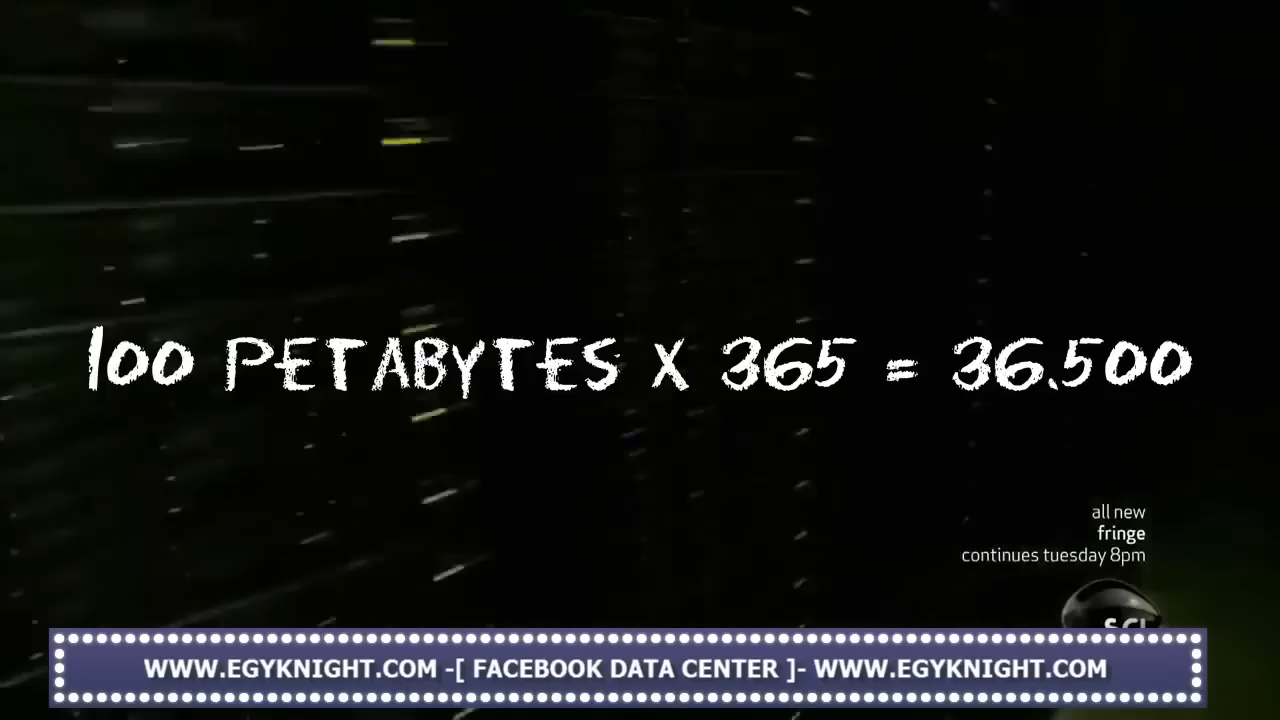 100 PETABYTES X 365 = 36.500
all new
fringe
continues tuesday 8pm
SCI
WWW.EGYKNIGHT.COM -[ FACEBOOK DATA CENTER ]- WWW.EGYKNIGHT.COM